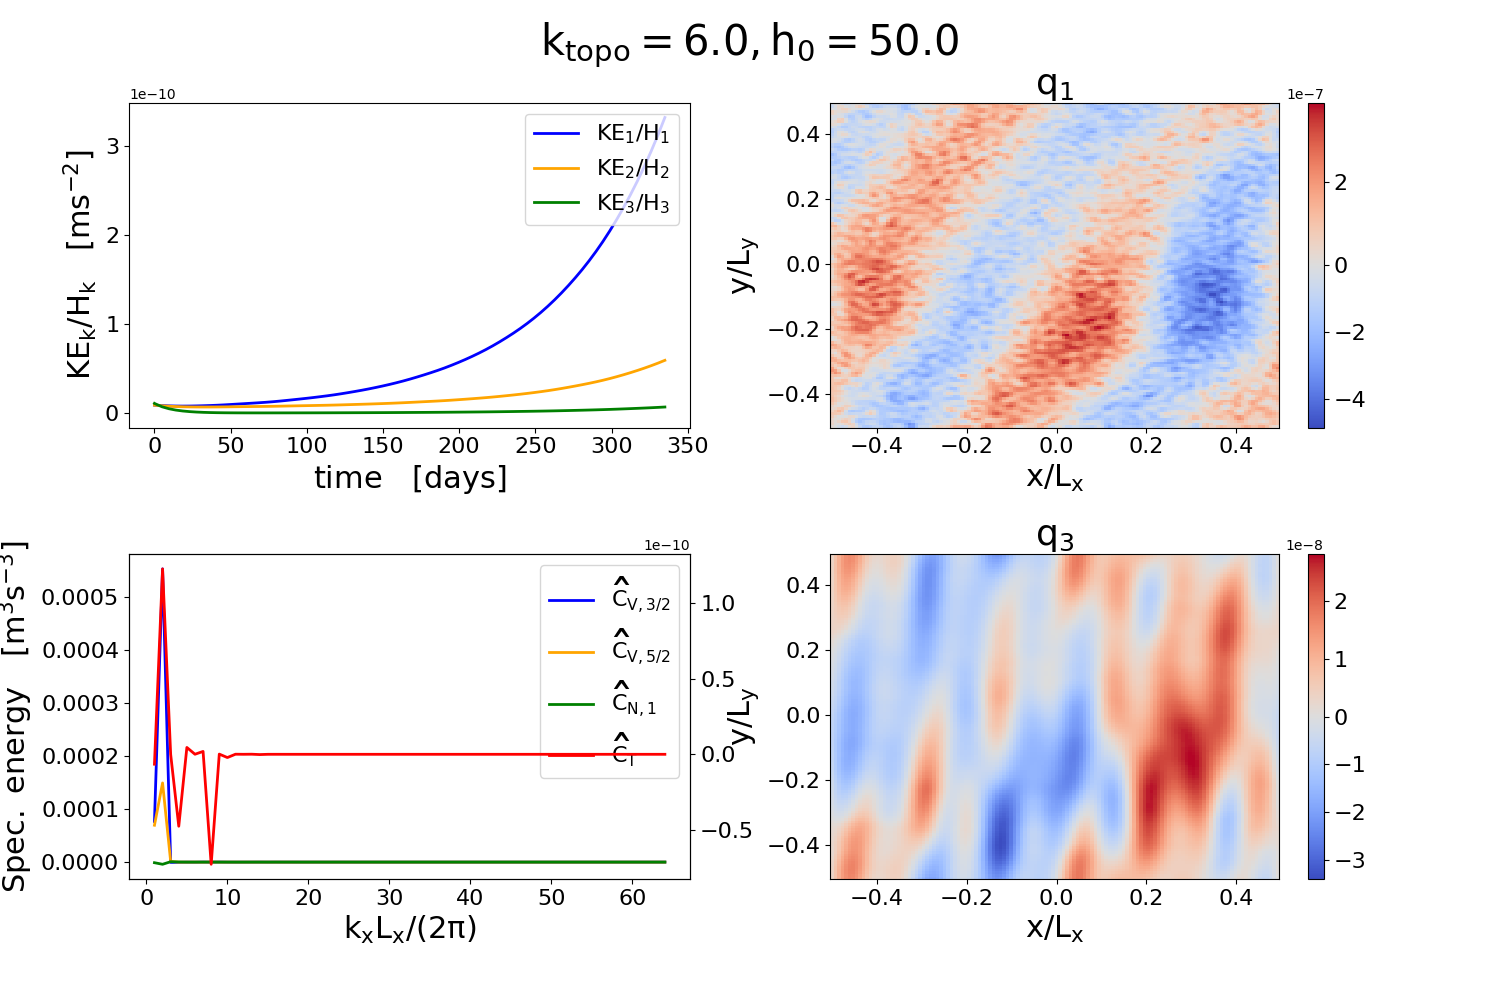 k_topo = 6.0, h_0 = 50.0
1e−10
KE_k/H_k [ms^−2]
3
2
1
0
KE_1/H_1
KE_2/H_2
KE_3/H_3
0 50 100 150 200 250 300 350
time [days]
q_1
1e−7
y/L_y
0.4
0.2
0.0
−0.2
−0.4
−0.4 −0.2 0.0 0.2 0.4
x/L_x
2
0
−2
−4
1e−10
Spec. energy [m^3s^−3]
0.0005
0.0004
0.0003
0.0002
0.0001
0.0000
Ĉ_V,3/2
Ĉ_V,5/2
Ĉ_N,1
Ĉ_T
1.0
0.5
0.0
−0.5
0 10 20 30 40 50 60
k_xL_x/(2π)
q_3
1e−8
y/L_y
0.4
0.2
0.0
−0.2
−0.4
−0.4 −0.2 0.0 0.2 0.4
x/L_x
2
1
0
−1
−2
−3